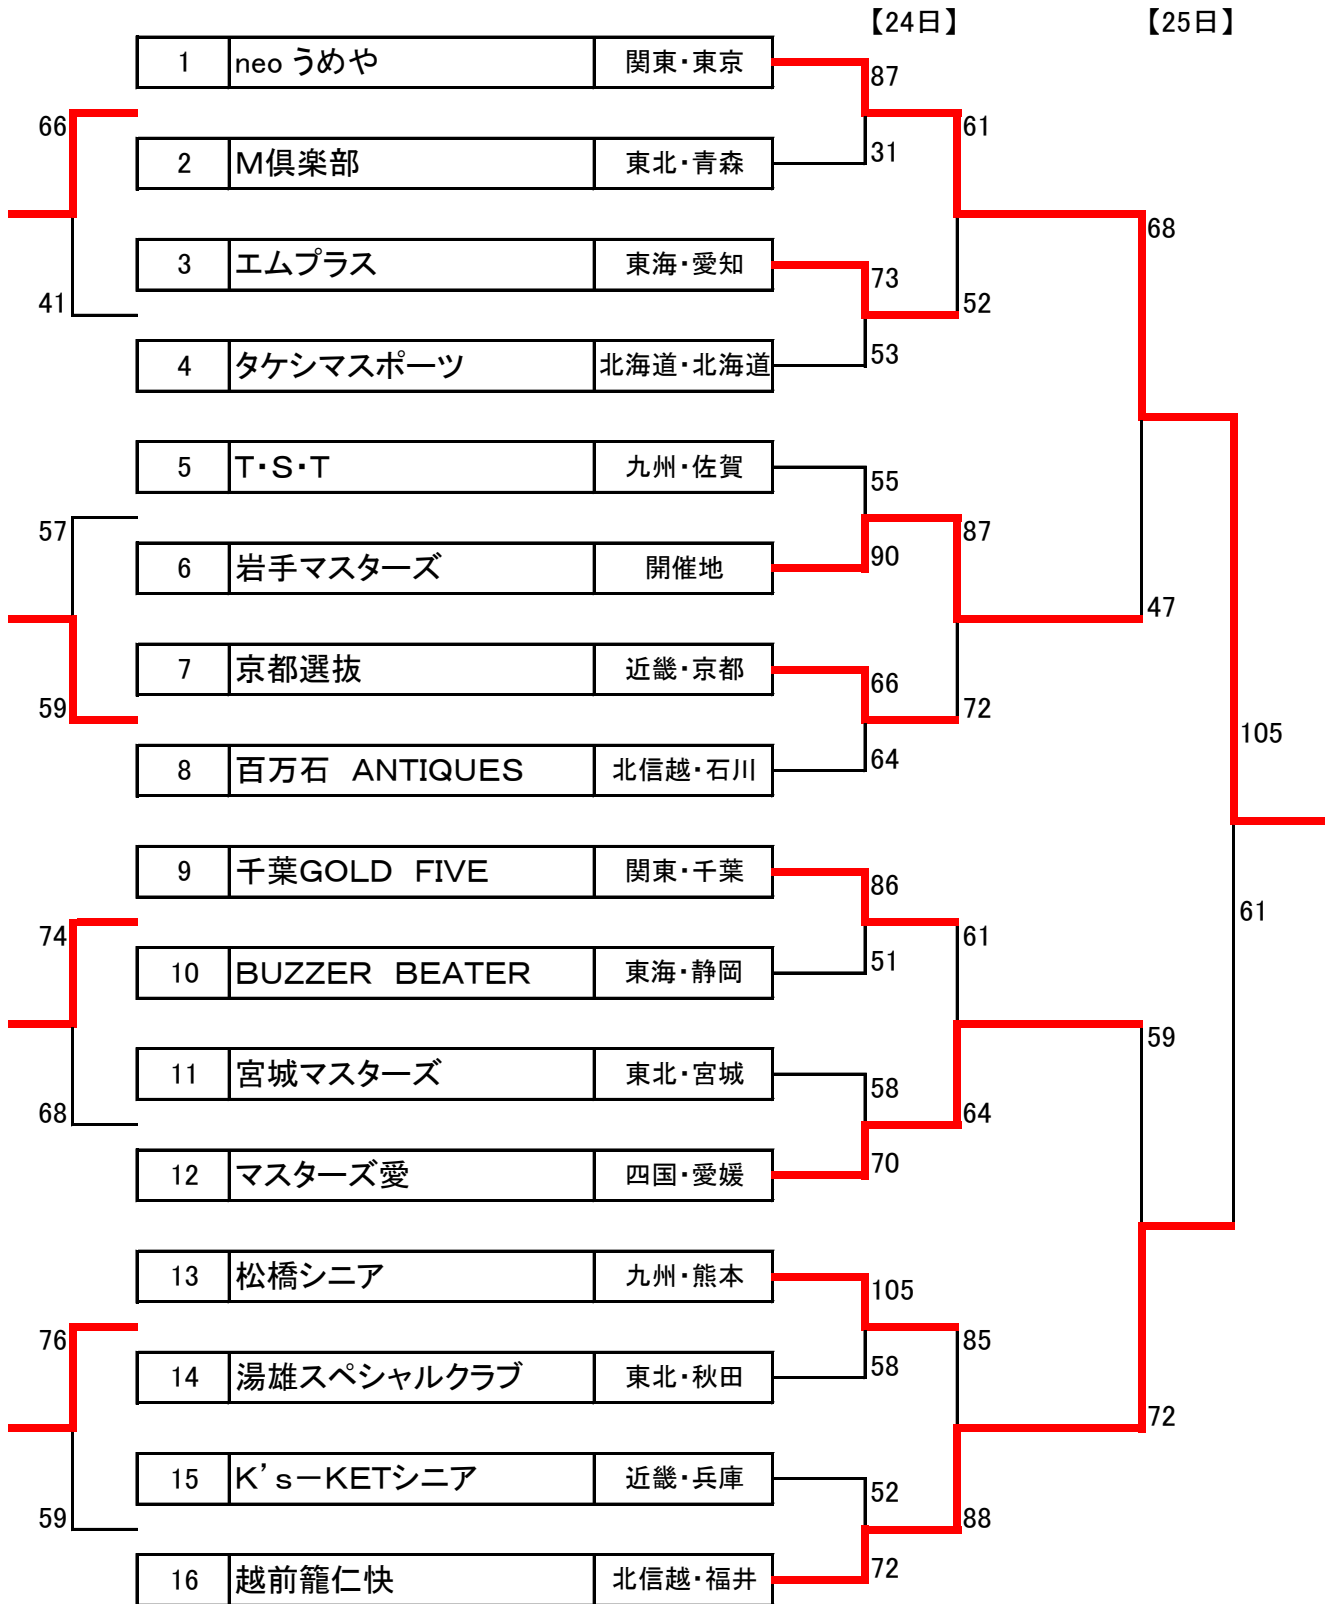 【24日】 【25日】
1 neo うめや 関東・東京 87
66 61
2 M倶楽部 東北・青森 31
68
3 エムプラス 東海・愛知 73
41 52
4 タケシマスポーツ 北海道・北海道 53
5 T・S・T 九州・佐賀 55
57 87
6 岩手マスターズ 開催地 90
47
7 京都選抜 近畿・京都 66
59 72
105
8 百万石 ANTIQUES 北信越・石川 64
9 千葉GOLD FIVE 関東・千葉 86
61
74 61
10 BUZZER BEATER 東海・静岡 51
59
11 宮城マスターズ 東北・宮城 58
68 64
12 マスターズ愛 四国・愛媛 70
13 松橋シニア 九州・熊本 105
76 85
14 湯雄スペシャルクラブ 東北・秋田 58
72
15 K's－KETシニア 近畿・兵庫 52
59 88
16 越前籠仁快 北信越・福井 72